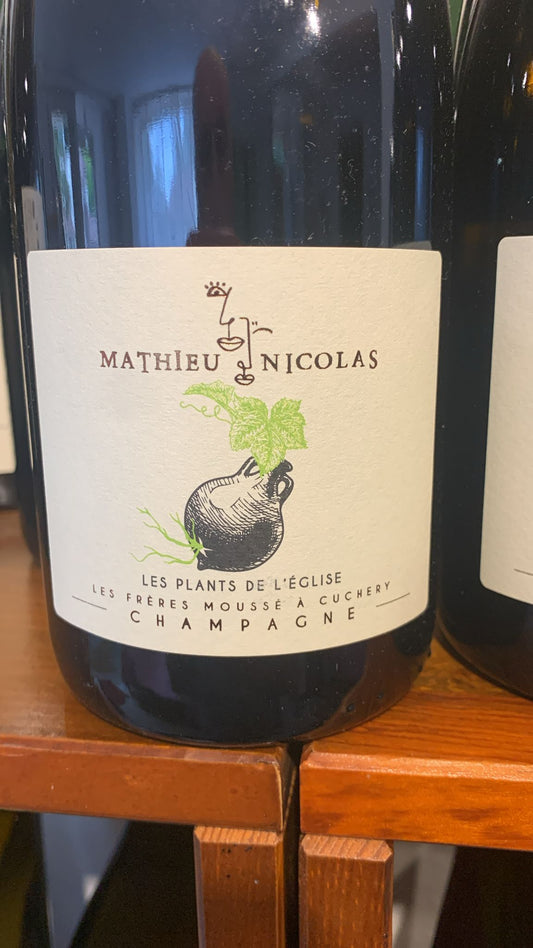 MATHIEU NICOLAS
LES PLANTS DE L'ÉGLISE
LES FRÈRES MOUSSÉ À CUCHERY
CHAMPAGNE